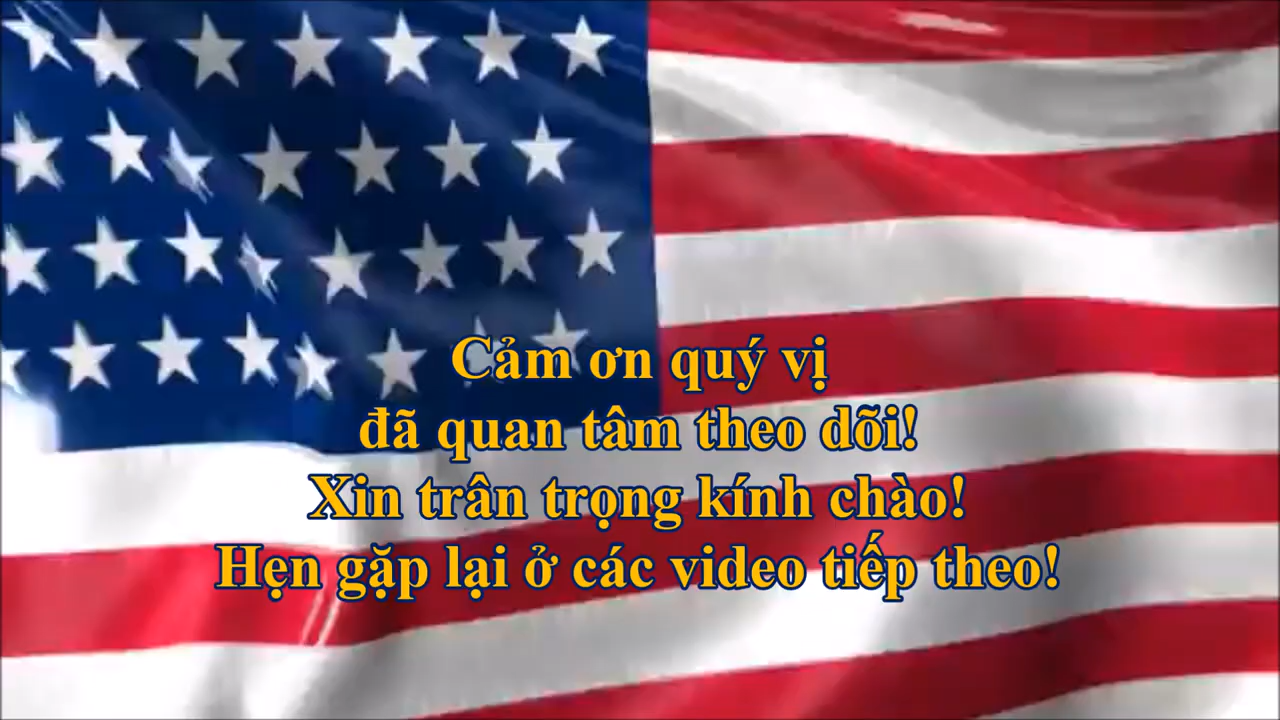 Cảm ơn quý vị
đã quan tâm theo dõi!
Xin trân trọng kính chào!
Hẹn gặp lại ở các video tiếp theo!